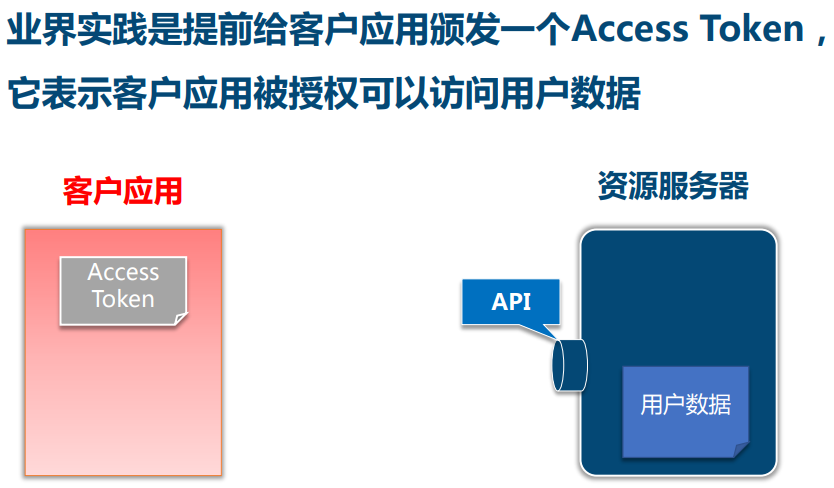 业界实践是提前给客户应用颁发一个Access Token，
它表示客户应用被授权可以访问用户数据
客户应用
资源服务器
Access
Token
API
用户数据